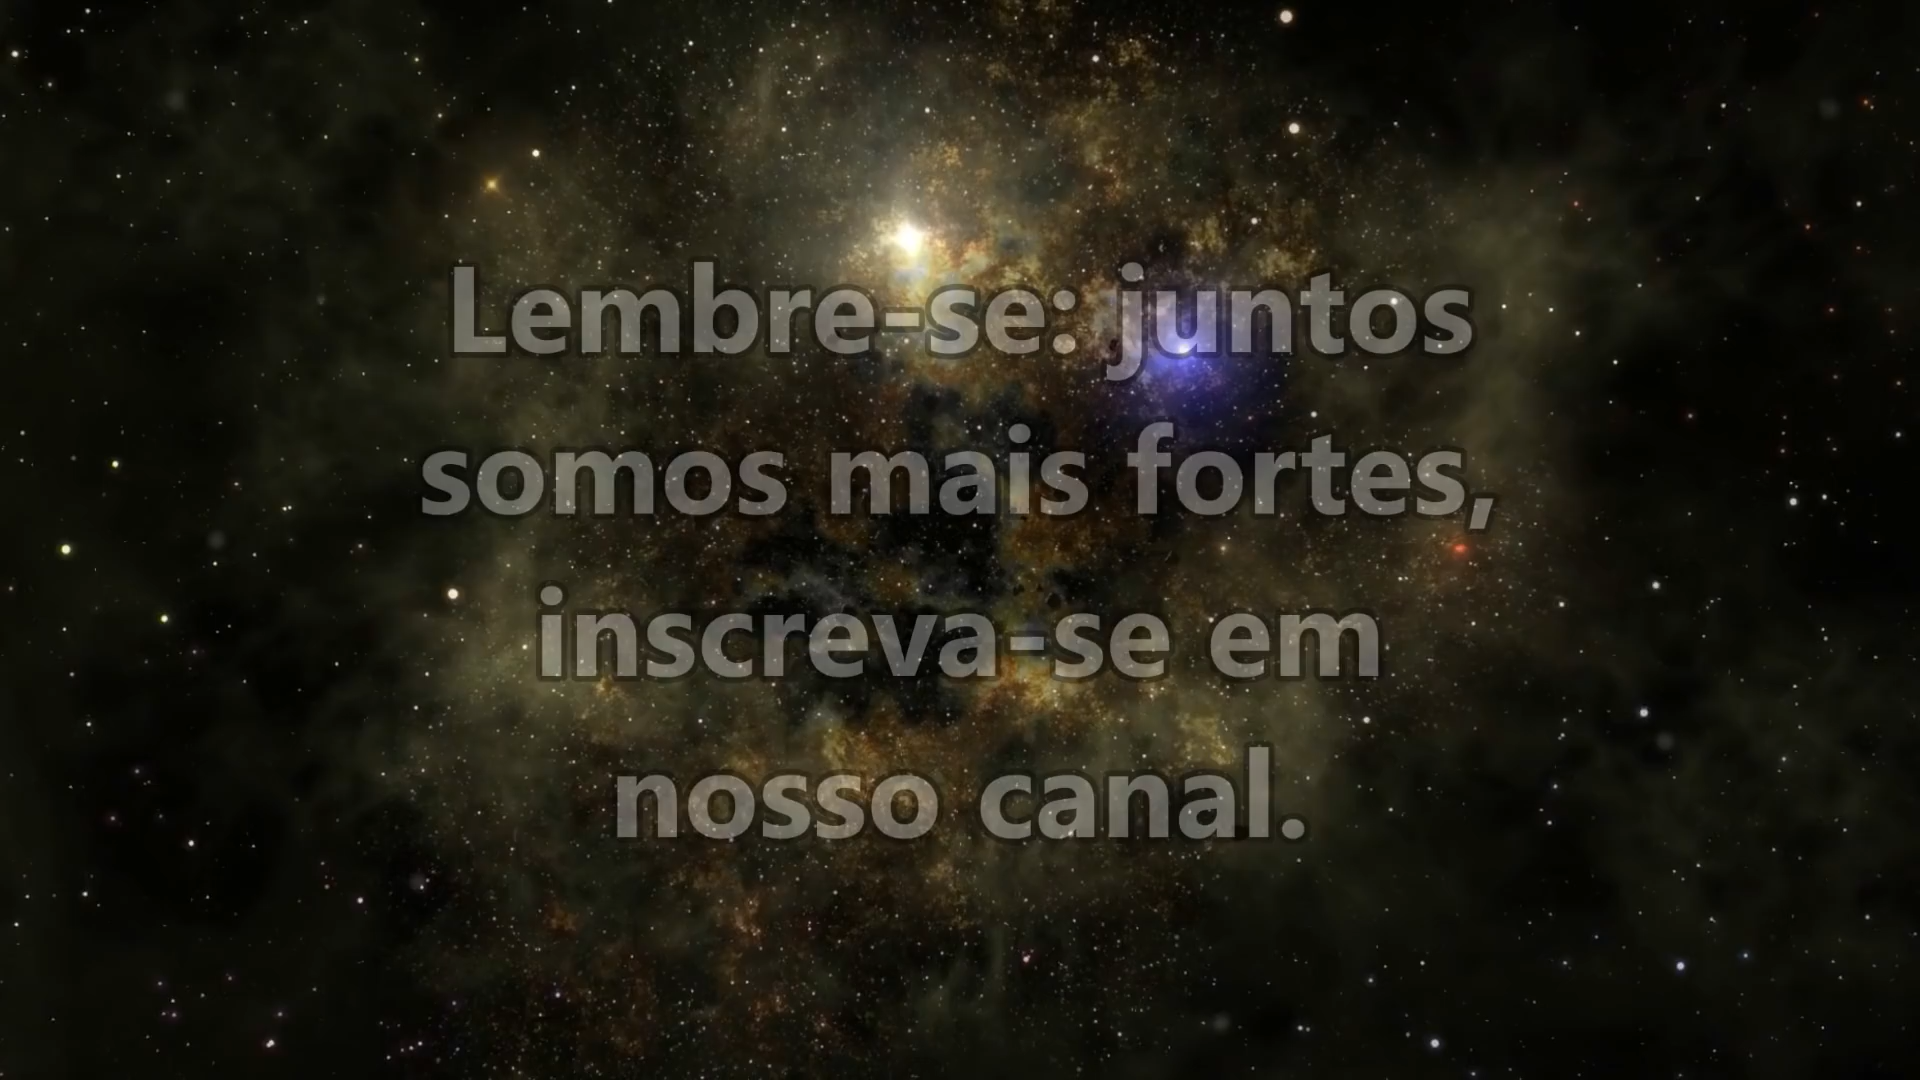 Lembre-se: juntos
somos mais fortes,
inscreva-se em
nosso canal.